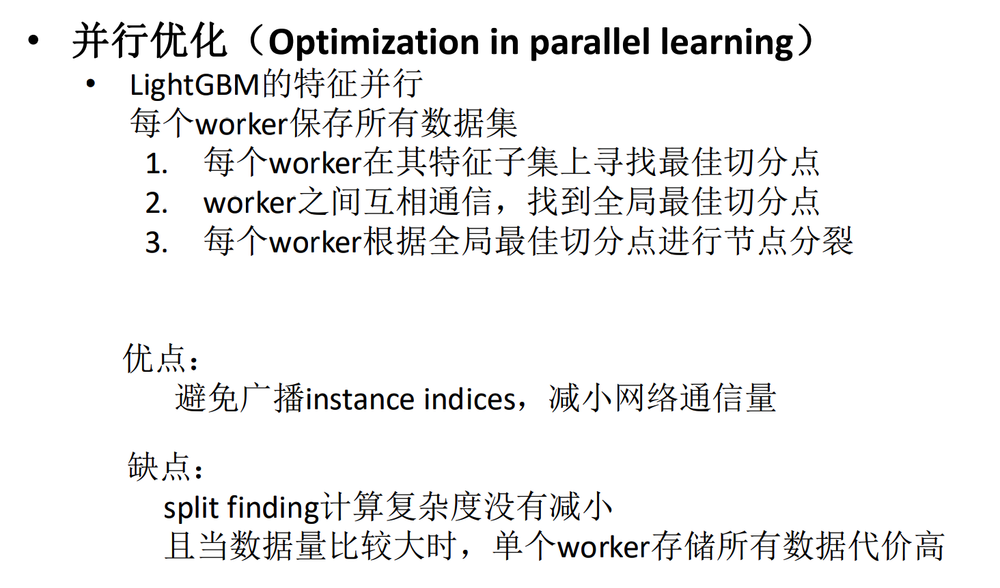 • 并行优化（Optimization in parallel learning）
• LightGBM的特征并行
每个worker保存所有数据集
1. 每个worker在其特征子集上寻找最佳切分点
2. worker之间互相通信，找到全局最佳切分点
3. 每个worker根据全局最佳切分点进行节点分裂
优点：
避免广播instance indices，减小网络通信量
缺点：
split finding计算复杂度没有减小
且当数据量比较大时，单个worker存储所有数据代价高